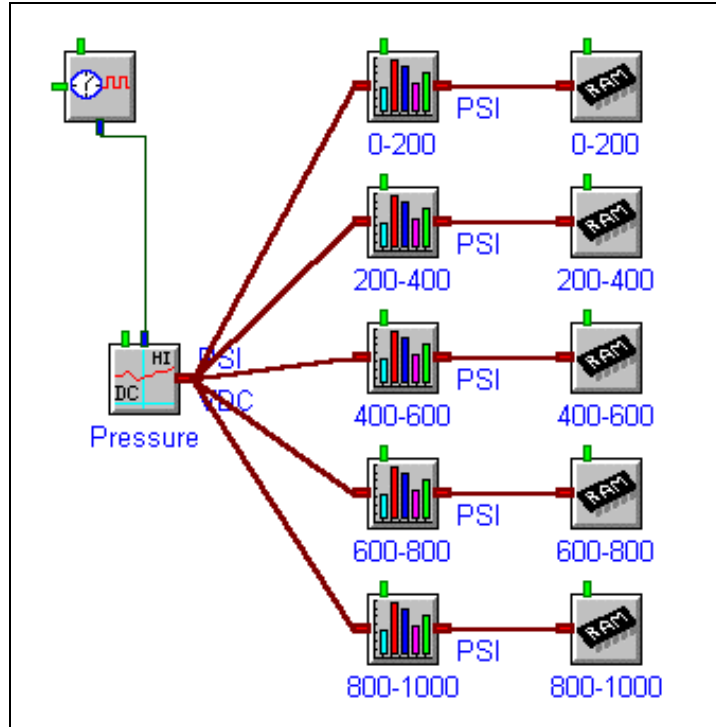 PSI
RAM
0-200
0-200
PSI
RAM
200-400
200-400
HI
DC
PSI
VDC
Pressure
PSI
RAM
400-600
400-600
PSI
RAM
600-800
600-800
PSI
RAM
800-1000
800-1000